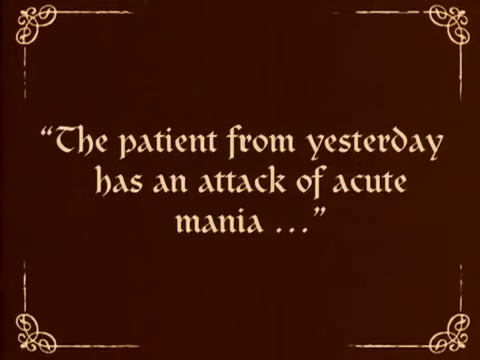 “The patient from yesterday
has an attack of acute
mania ...”